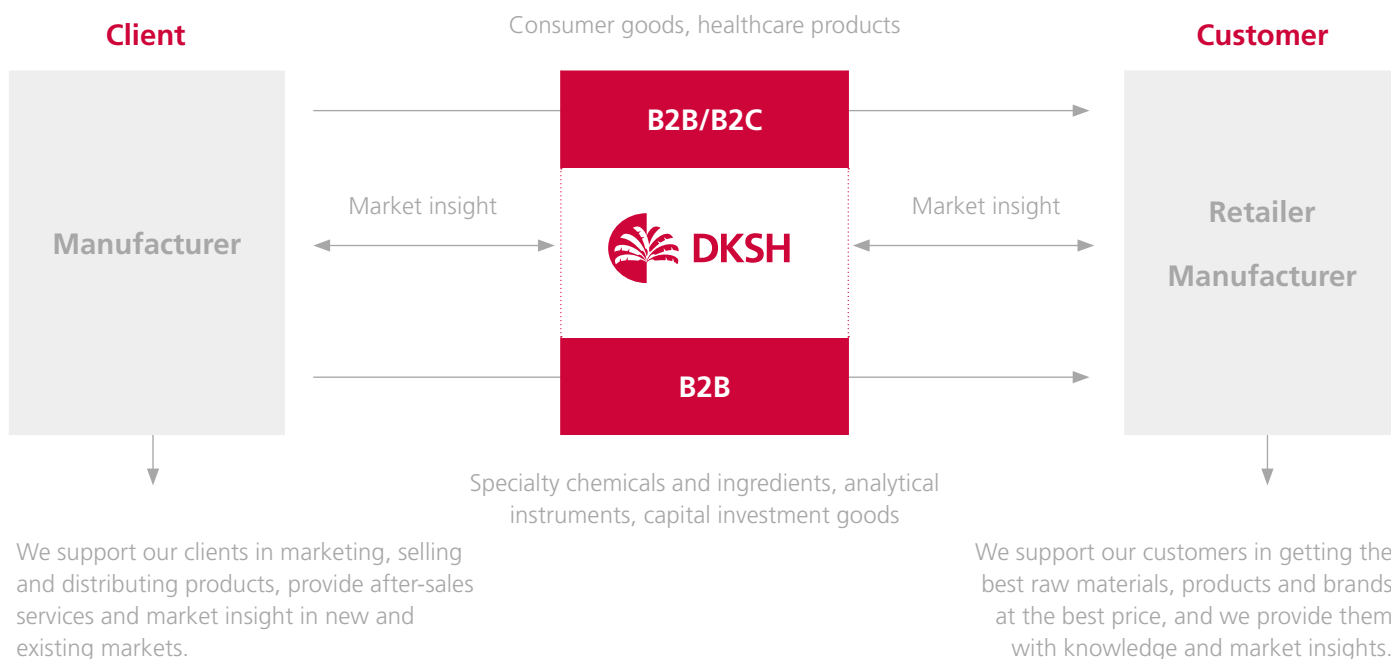 Client
Consumer goods, healthcare products
Customer
B2B/B2C
Manufacturer
Market insight
DKSH
Market insight
Retailer
Manufacturer
B2B
Specialty chemicals and ingredients, analytical
instruments, capital investment goods
We support our clients in marketing, selling
and distributing products, provide after-sales
services and market insight in new and
existing markets.
We support our customers in getting the
best raw materials, products and brands
at the best price, and we provide them
with knowledge and market insights.